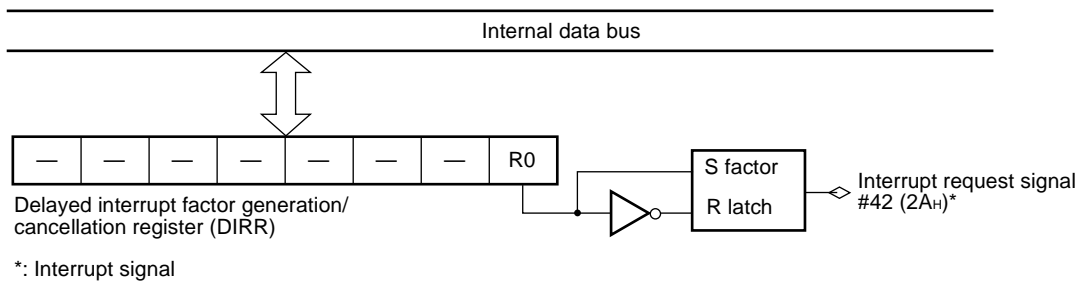 Internal data bus
— — — — — — — R0
S factor
R latch
Interrupt request signal
#42 (2AH)*
Delayed interrupt factor generation/
cancellation register (DIRR)
*: Interrupt signal